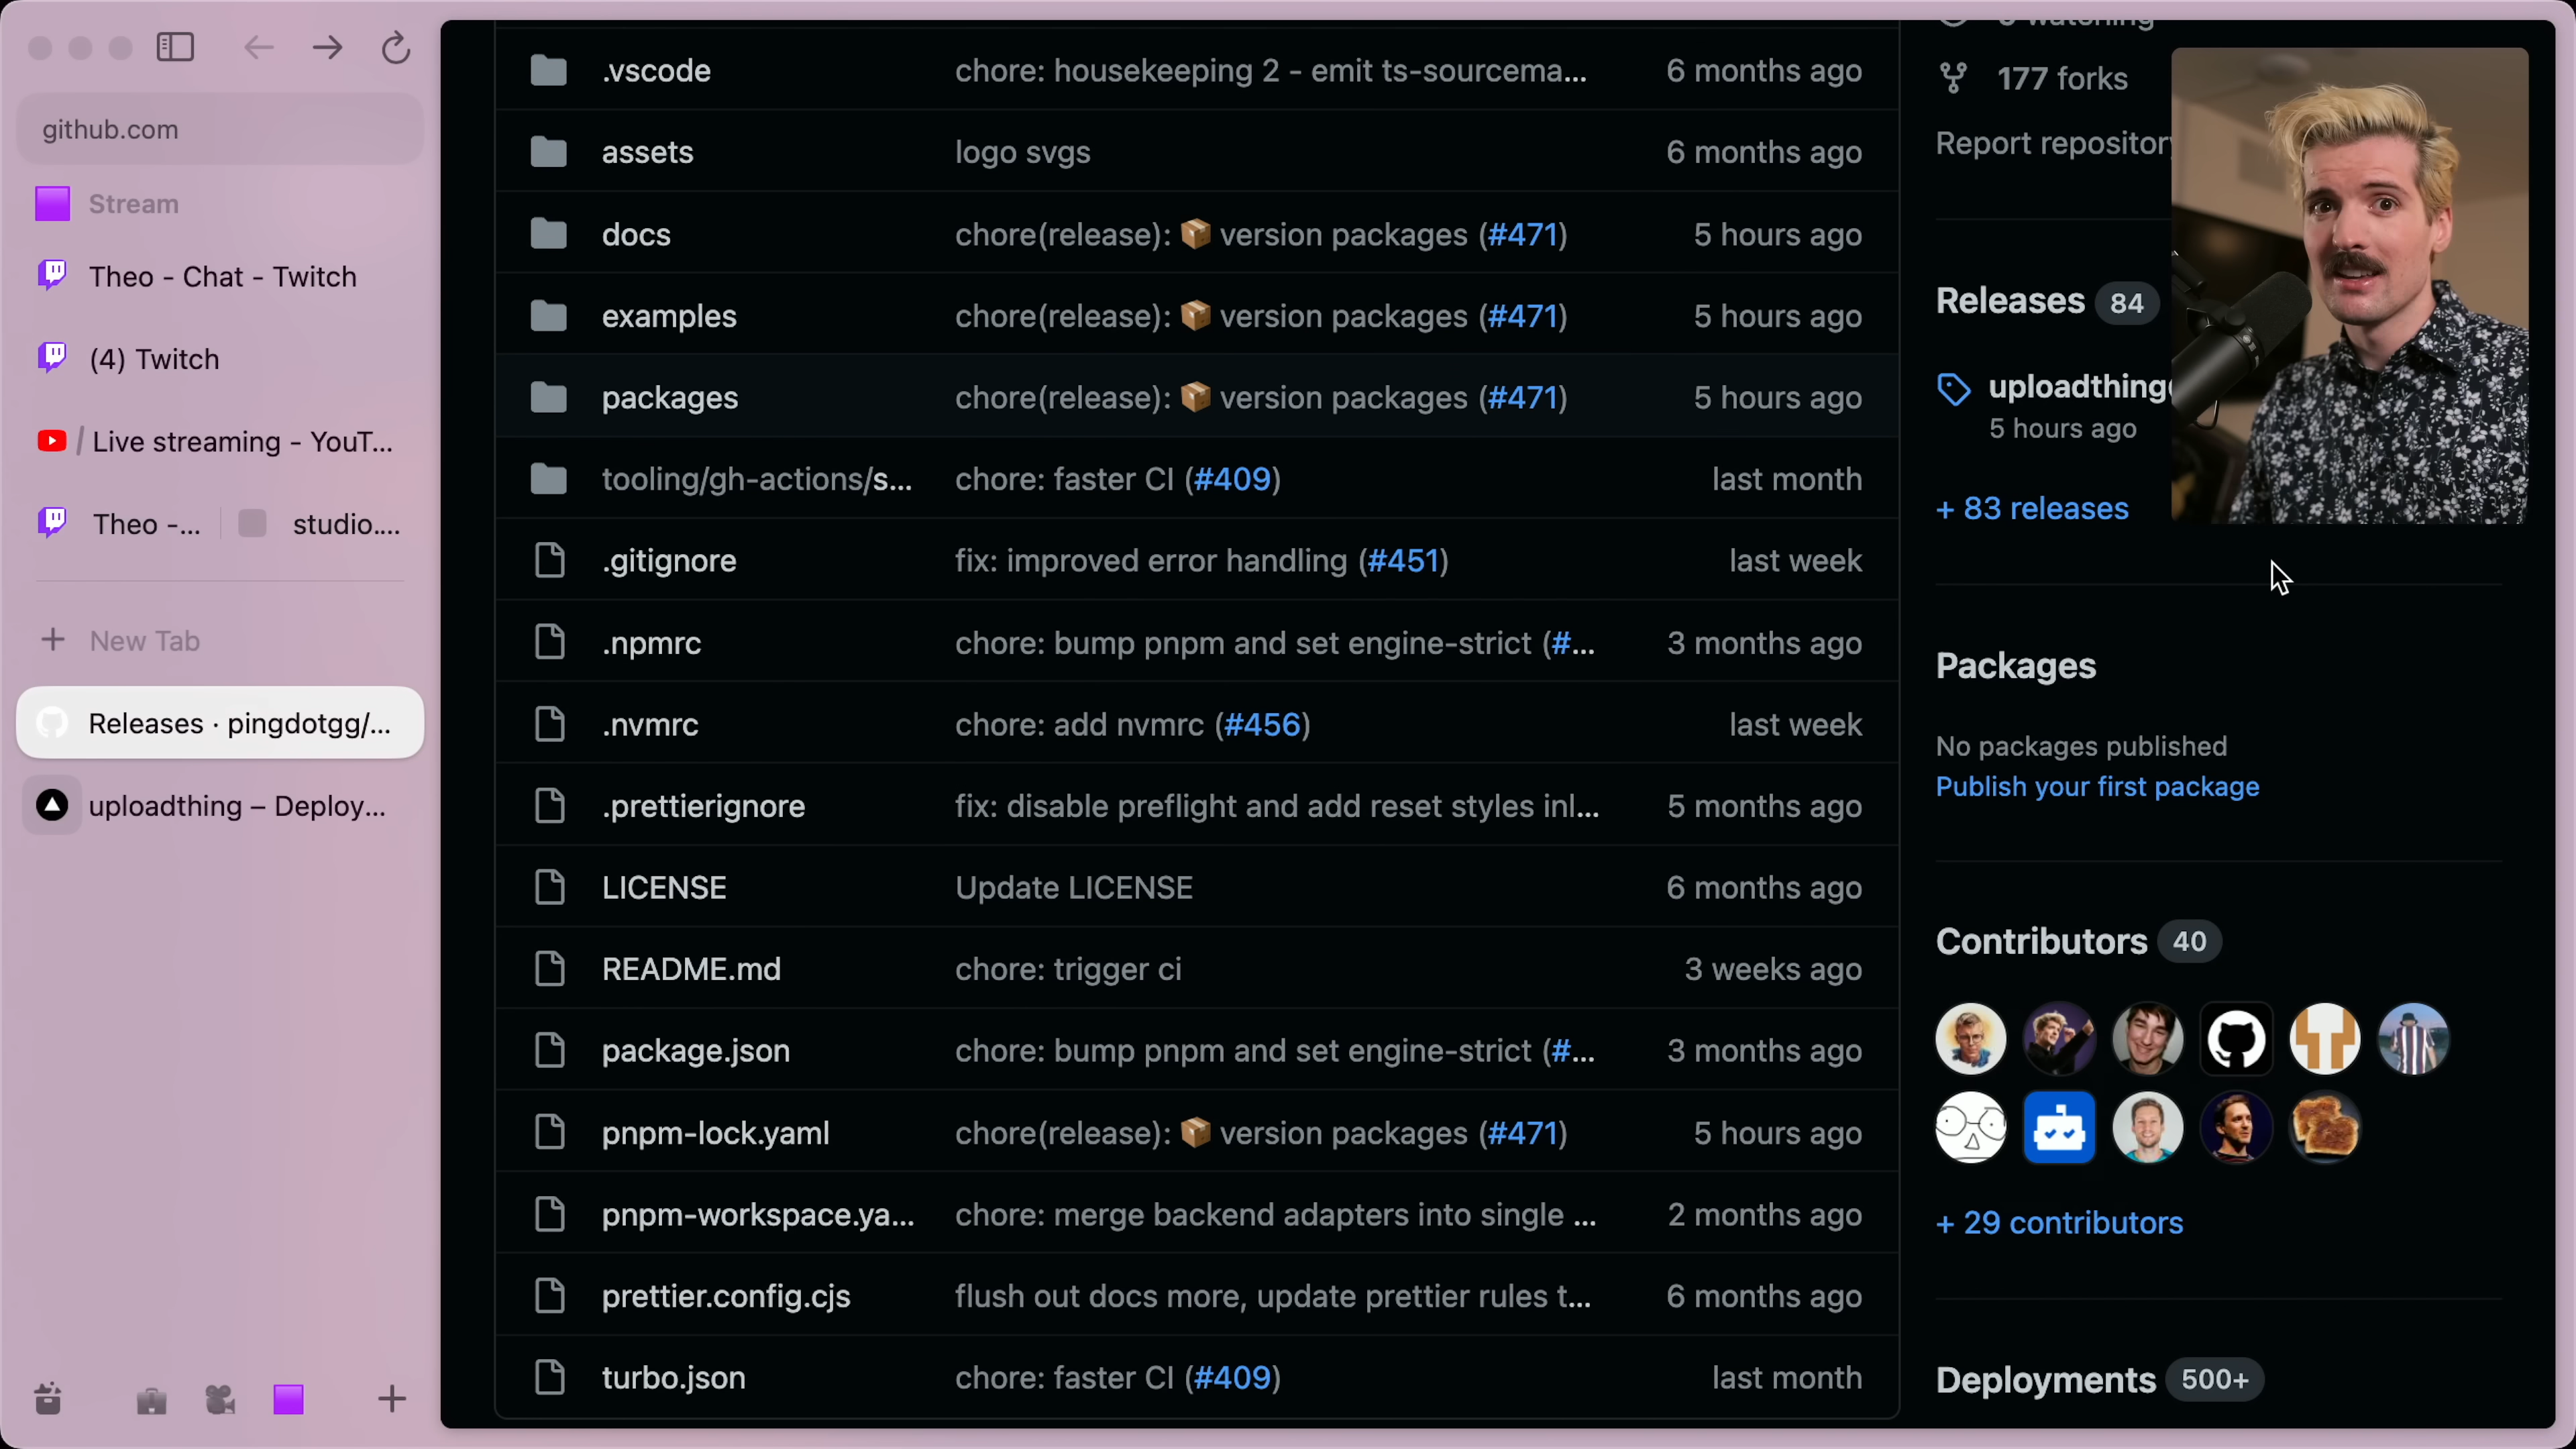 github.com
Stream
Theo - Chat - Twitch
(4) Twitch
/ Live streaming - YouT...
Theo -... studio....
+ New Tab
Releases · pingdotgg/...
uploadthing – Deploy...
.vscode chore: housekeeping 2 - emit ts-sourcema... 6 months ago
assets logo svgs 6 months ago
docs chore(release): 📦 version packages (#471) 5 hours ago
examples chore(release): 📦 version packages (#471) 5 hours ago
packages chore(release): 📦 version packages (#471) 5 hours ago
tooling/gh-actions/s... chore: faster CI (#409) last month
.gitignore fix: improved error handling (#451) last week
.npmrc chore: bump pnpm and set engine-strict (#... 3 months ago
.nvmrc chore: add nvmrc (#456) last week
.prettierignore fix: disable preflight and add reset styles inl... 5 months ago
LICENSE Update LICENSE 6 months ago
README.md chore: trigger ci 3 weeks ago
package.json chore: bump pnpm and set engine-strict (#... 3 months ago
pnpm-lock.yaml chore(release): 📦 version packages (#471) 5 hours ago
pnpm-workspace.ya... chore: merge backend adapters into single ... 2 months ago
prettier.config.cjs flush out docs more, update prettier rules t... 6 months ago
turbo.json chore: faster CI (#409) last month
watching
177 forks
Report repository
Releases 84
uploadthing
5 hours ago
+ 83 releases
Packages
No packages published
Publish your first package
Contributors 40
+ 29 contributors
Deployments 500+